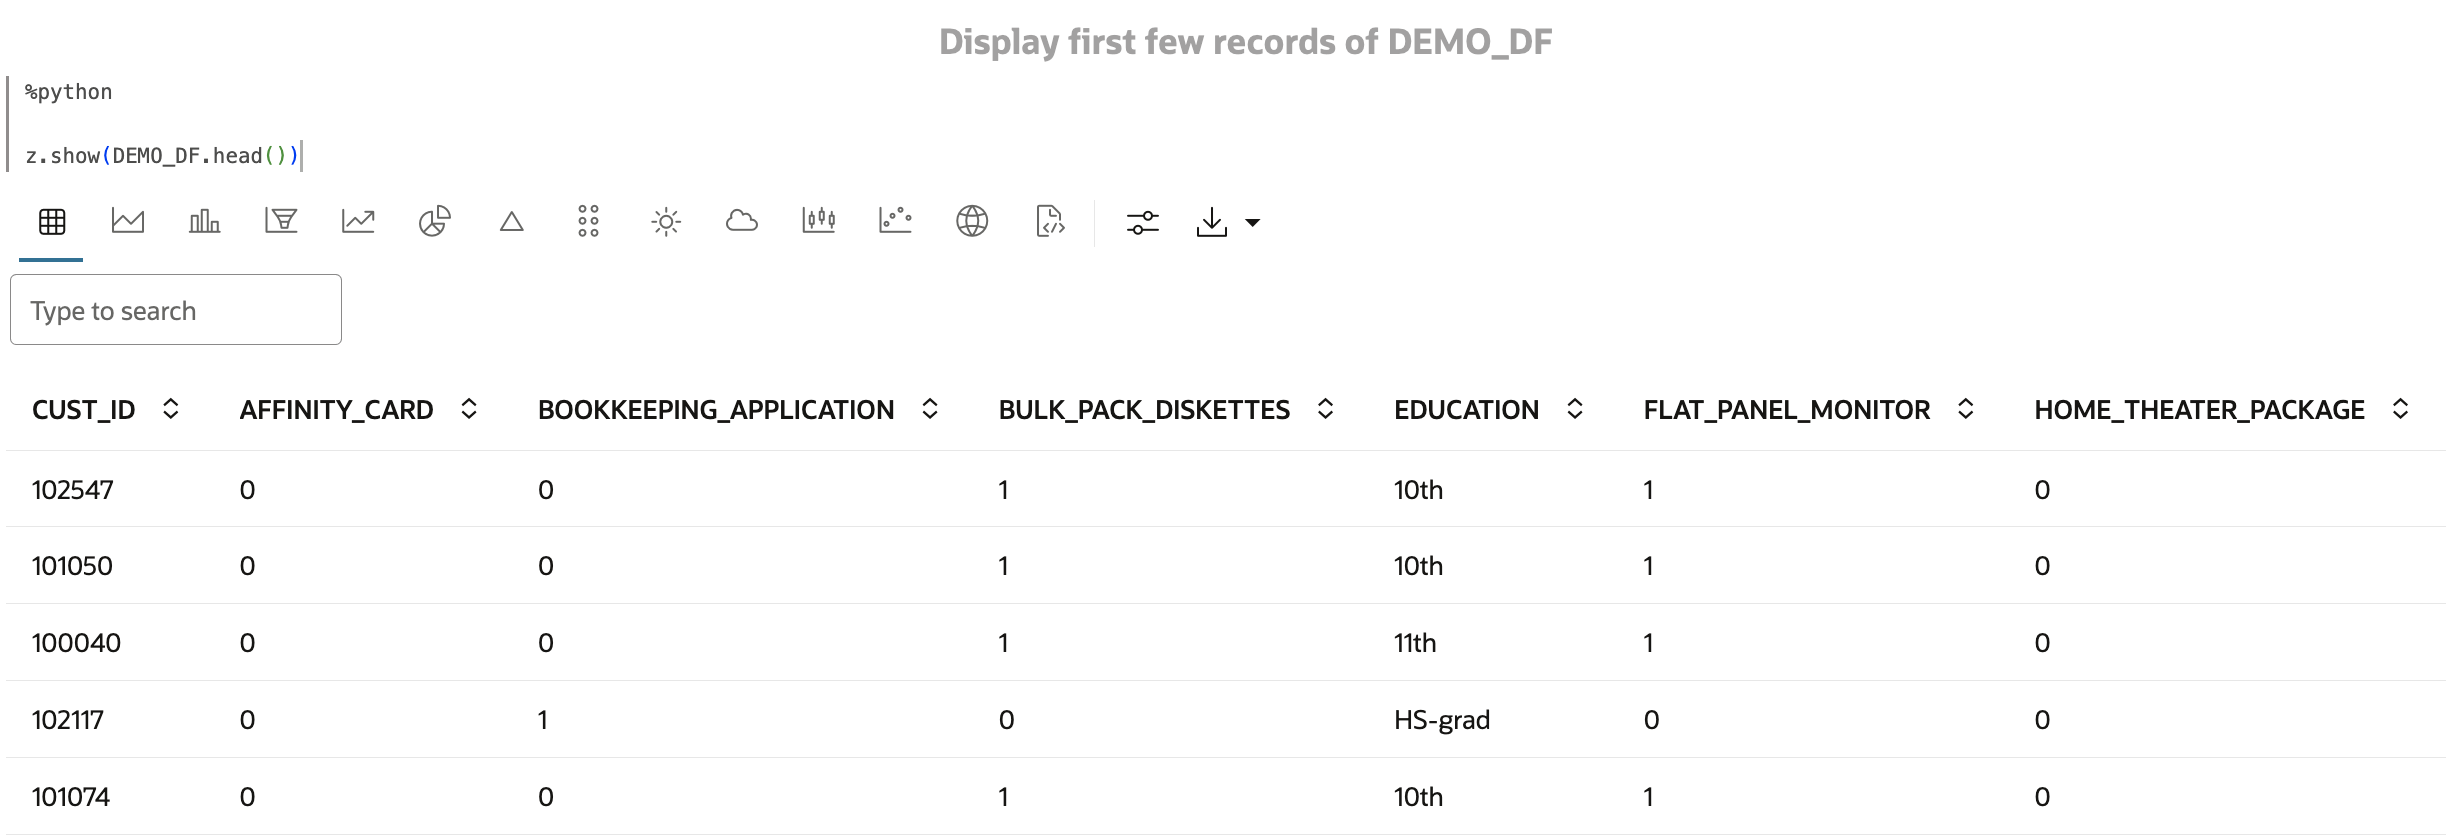 Display first few records of DEMO_DF
%python
z.show(DEMO_DF.head())
Type to search
CUST_ID AFFINITY_CARD BOOKKEEPING_APPLICATION BULK_PACK_DISKETTES EDUCATION FLAT_PANEL_MONITOR HOME_THEATER_PACKAGE
102547 0 0 1 10th 1 0
101050 0 0 1 10th 1 0
100040 0 0 1 11th 1 0
102117 0 1 0 HS-grad 0 0
101074 0 0 1 10th 1 0